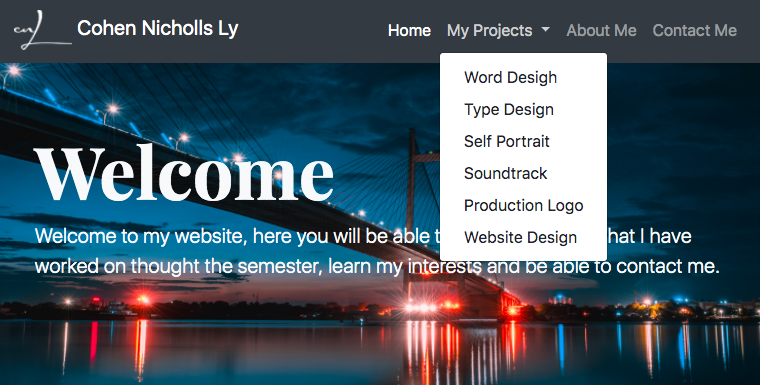 cnL Cohen Nicholls Ly
Home My Projects About Me Contact Me
Word Desigh
Type Design
Self Portrait
Soundtrack
Production Logo
Website Design
Welcome
Welcome to my website, here you will be able t hat I have
worked on thought the semester, learn my interests and be able to contact me.